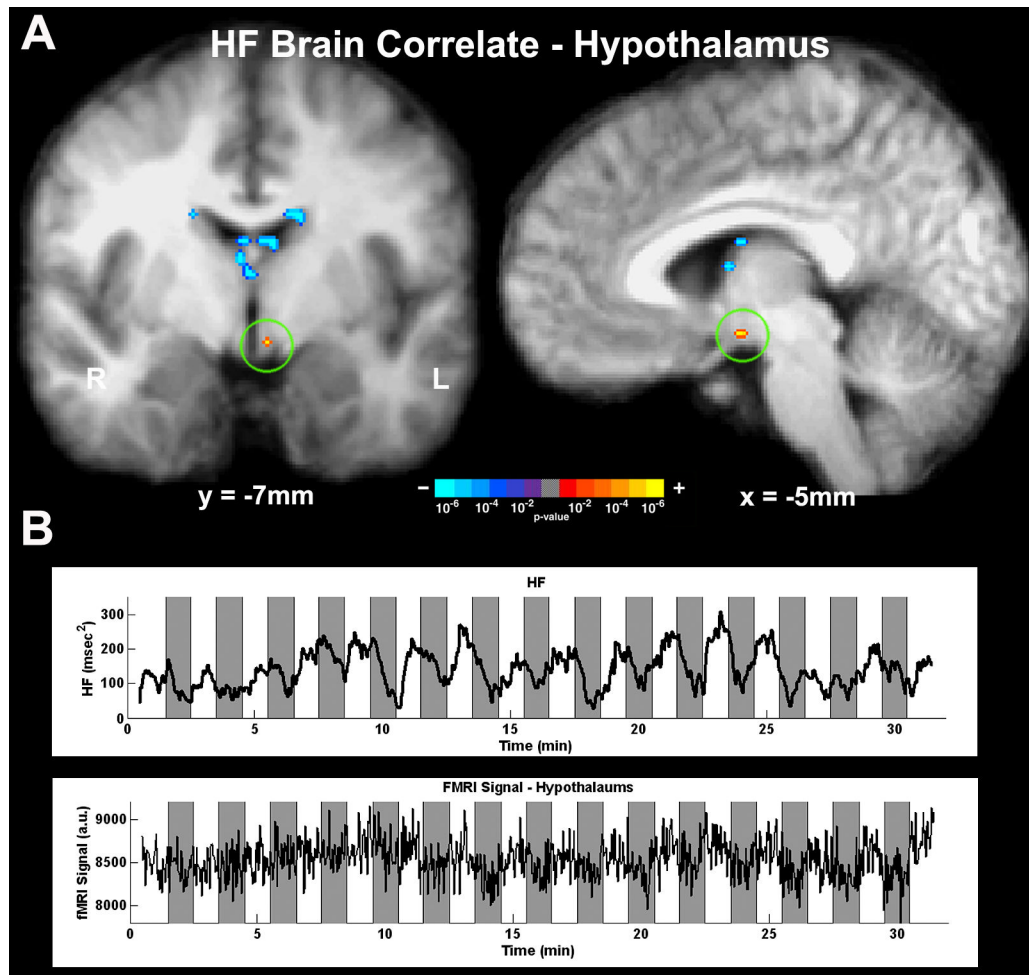 A
HF Brain Correlate - Hypothalamus
R
L
y = -7mm
x = -5mm
− +
10-6 10-4 10-2 10-2 10-4 10-6
p-value
B
HF
HF (msec2)
300
200
100
0
0 5 10 15 20 25 30
Time (min)
FMRI Signal - Hypothalaums
fMRI Signal (a.u.)
9000
8500
8000
0 5 10 15 20 25 30
Time (min)